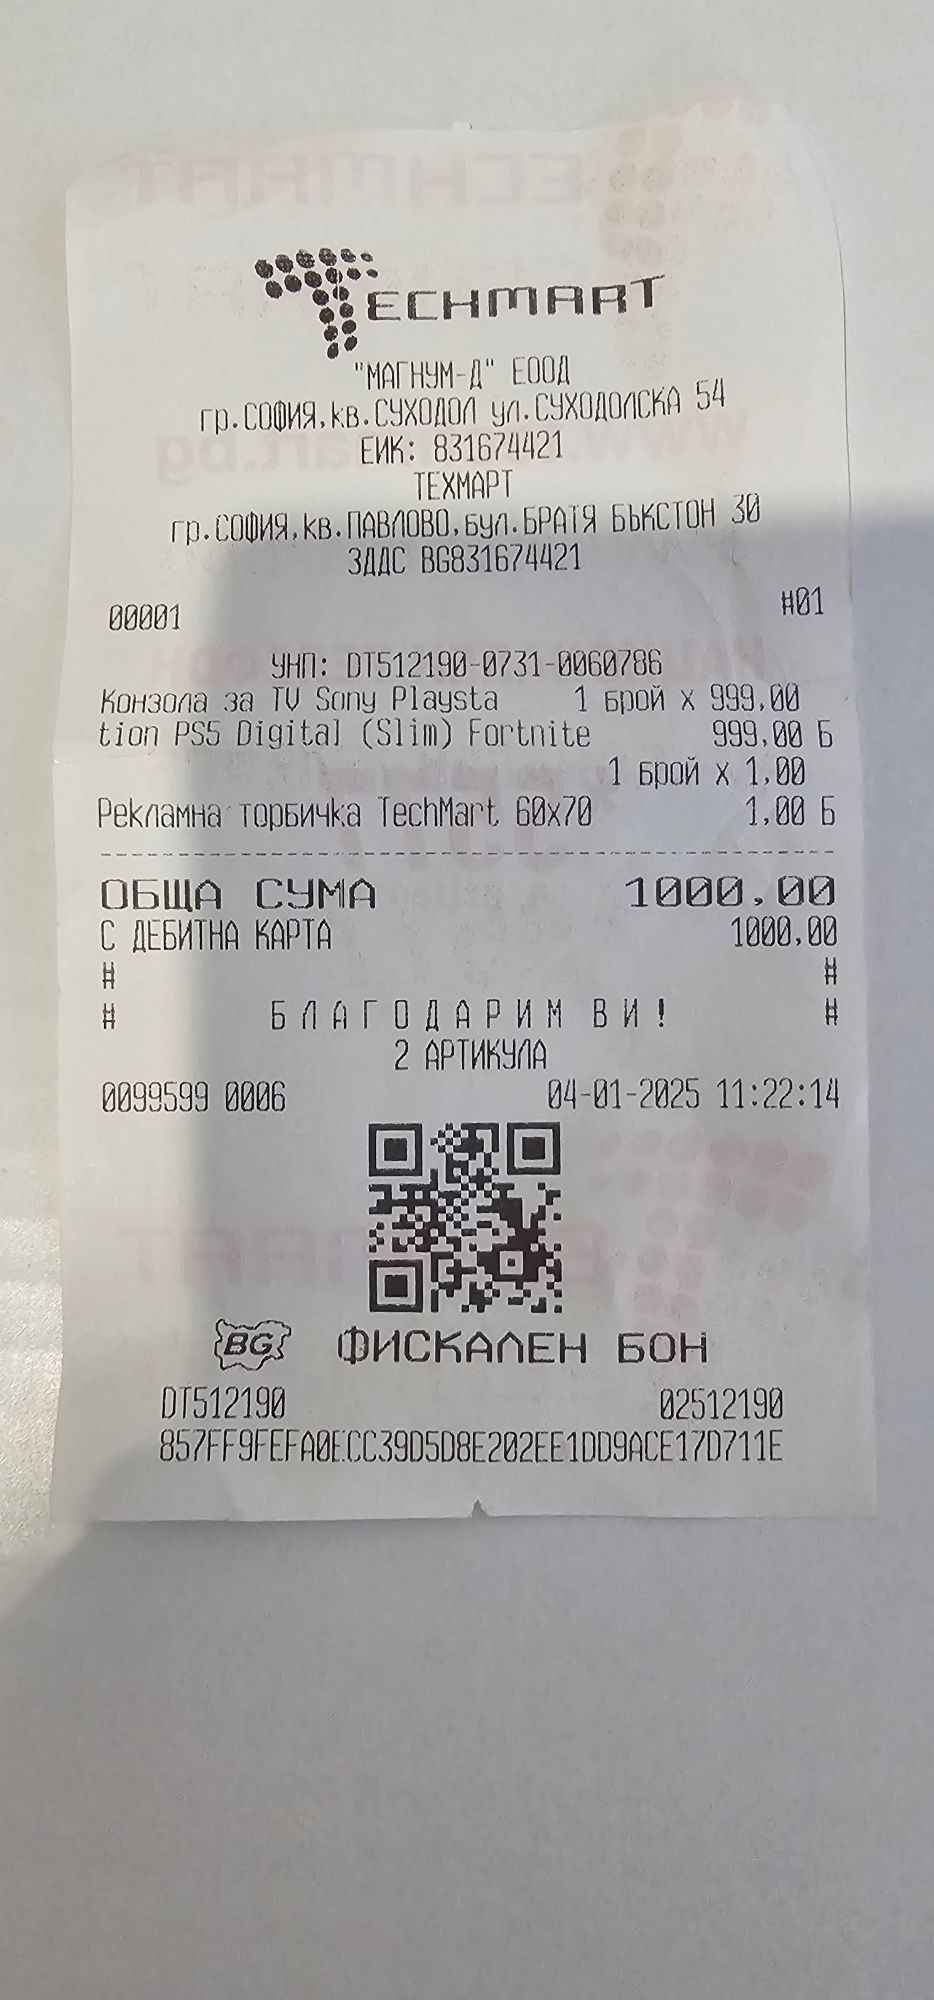 TECHMART
"МАГНУМ-Д" ЕООД
гр.СОФИЯ,кв.СУХОДОЛ ул.СУХОДОЛСКА 54
ЕИК: 831674421
ТЕХМАРТ
гр.СОФИЯ,кв.ПАВЛОВО,бул.БРАТЯ БЪКСТОН 30
ЗДДС BG831674421
00001 #01
УНП: DT512190-0731-0060786
Конзола за TV Sony Playsta 1 брой x 999,00
tion PS5 Digital (Slim) Fortnite 999,00 Б
1 брой x 1,00
Рекламна торбичка TechMart 60x70 1,00 Б
ОБЩА СУМА 1000,00
С ДЕБИТНА КАРТА 1000,00
# #
# БЛАГОДАРИМ ВИ! #
2 АРТИКУЛА
0099599 0006 04-01-2025 11:22:14
BG ФИСКАЛЕН БОН
DT512190 02512190
857FF9FEFA0ECC39D5D8E202EE1DD9ACE17D711E